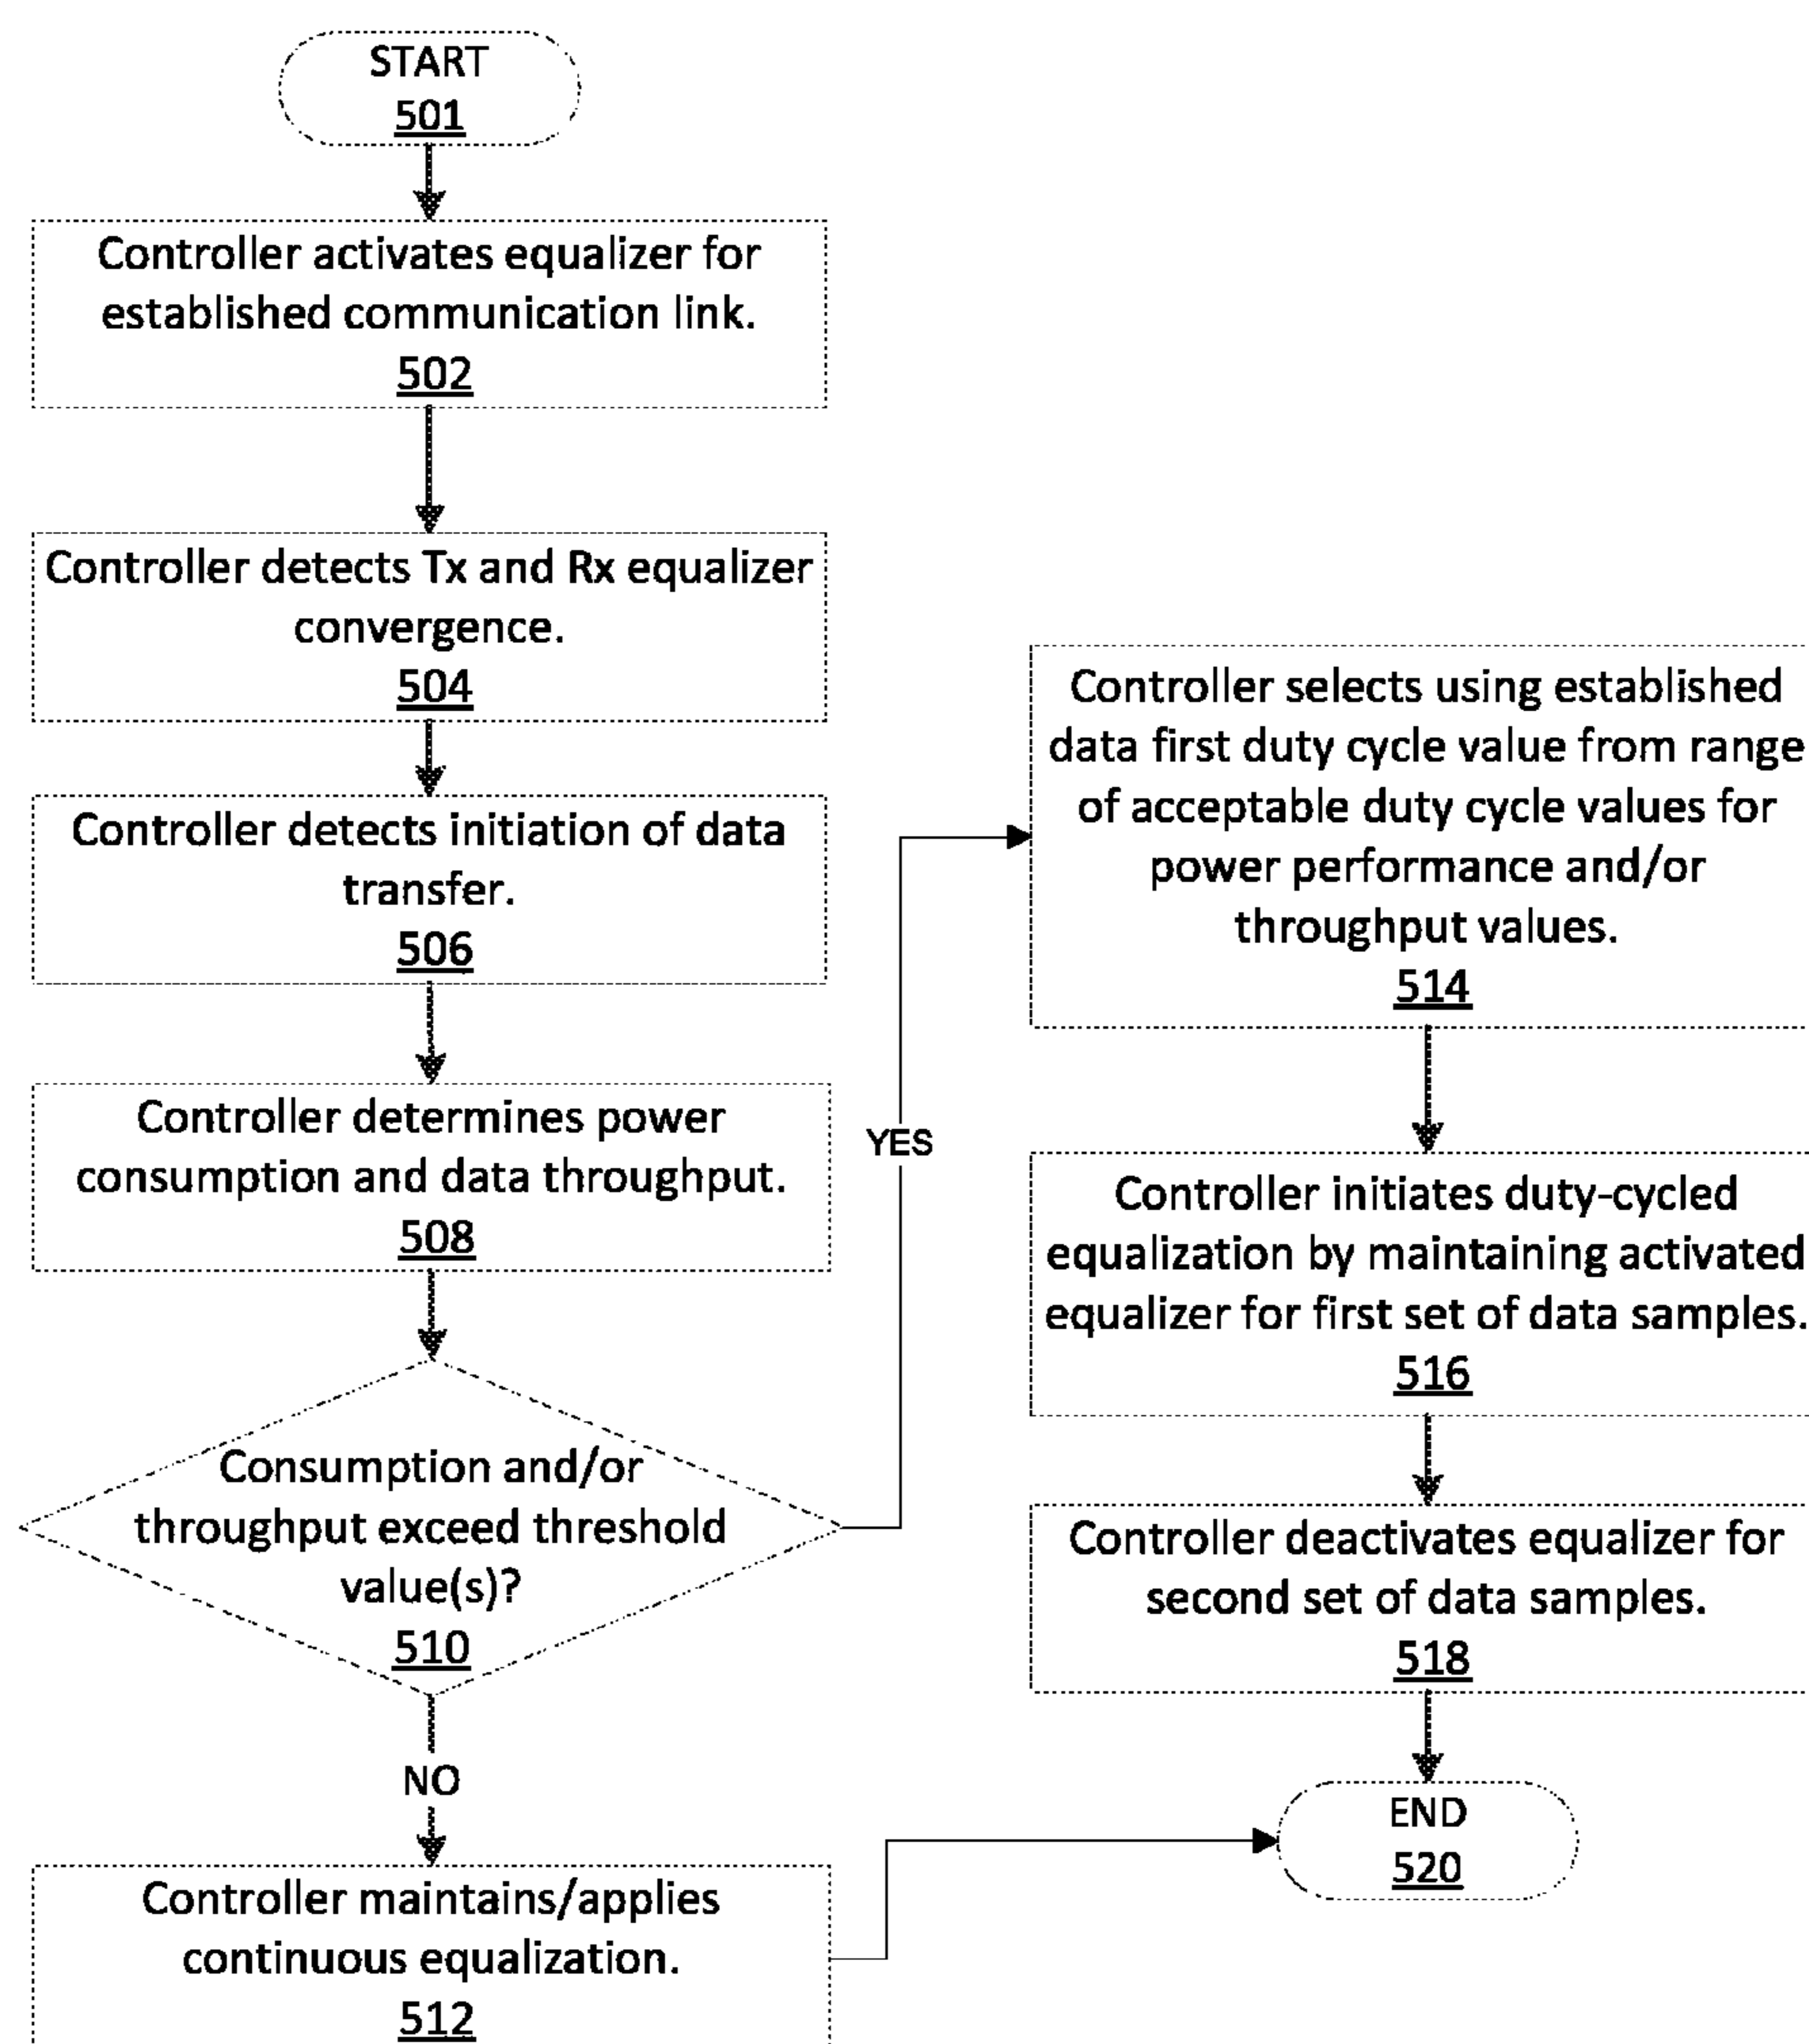 START
501
Controller activates equalizer for
established communication link.
502
Controller detects Tx and Rx equalizer
convergence.
504
Controller detects initiation of data
transfer.
506
Controller determines power
consumption and data throughput.
508
Consumption and/or
throughput exceed threshold
value(s)?
510
NO
Controller maintains/applies
continuous equalization.
512
YES
Controller selects using established
data first duty cycle value from range
of acceptable duty cycle values for
power performance and/or
throughput values.
514
Controller initiates duty-cycled
equalization by maintaining activated
equalizer for first set of data samples.
516
Controller deactivates equalizer for
second set of data samples.
518
END
520